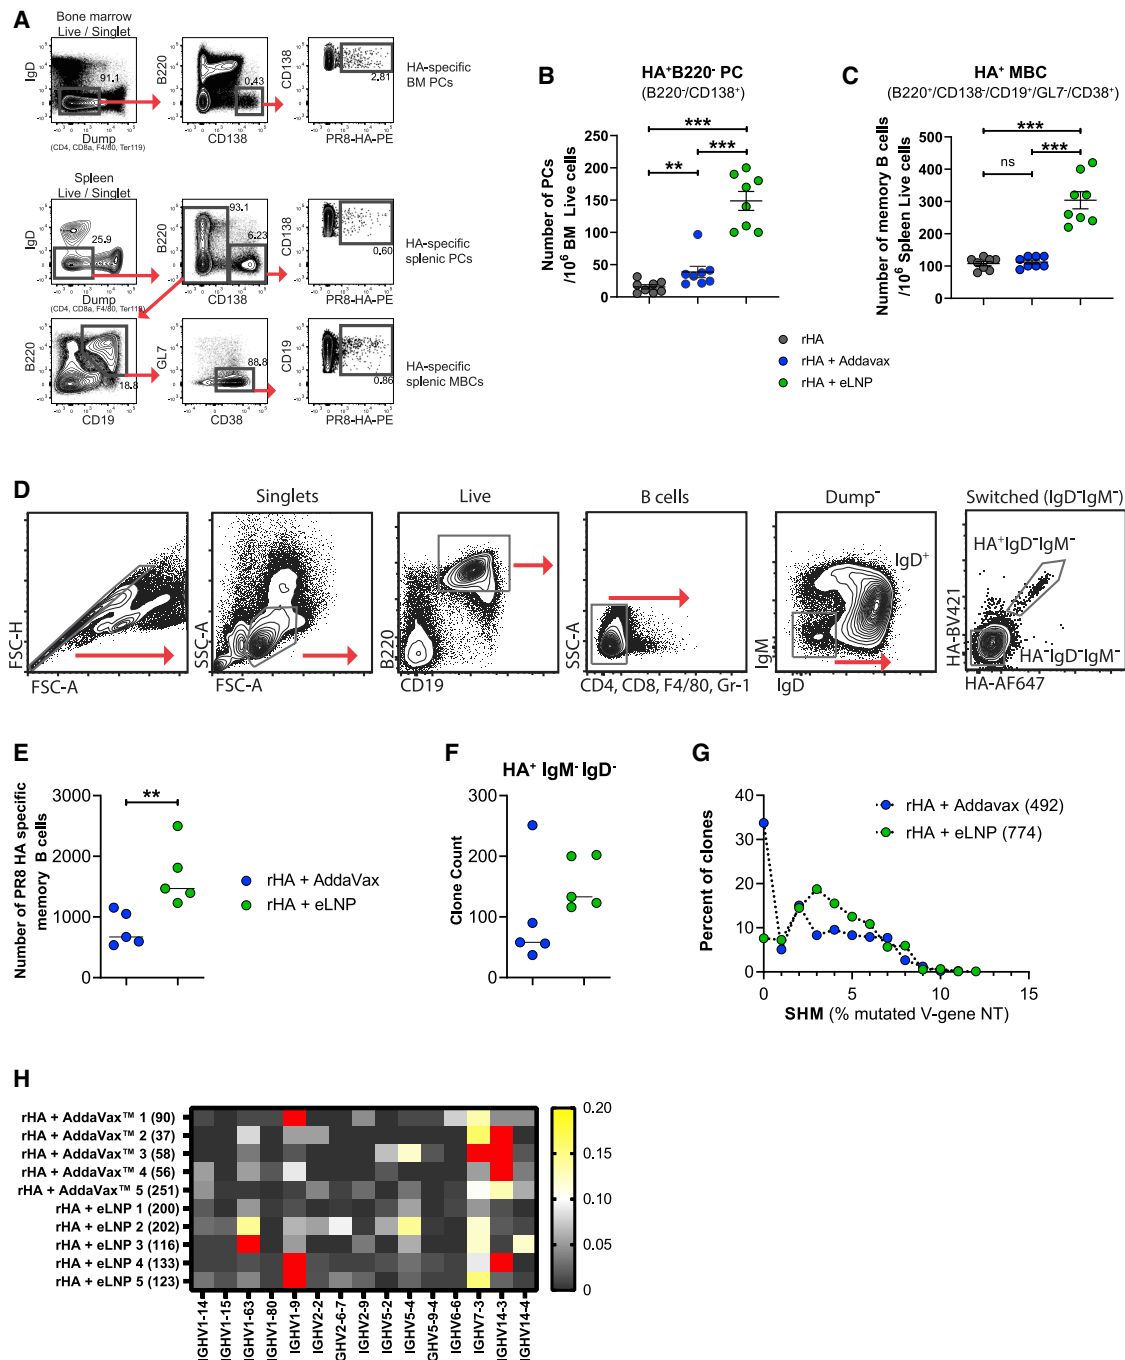 A
Bone marrow
Live / Singlet
IgD
91.1
Dump
(CD4, CD8a, F4/80, Ter119)
B220
0.43
CD138
CD138
2.81
PR8-HA-PE
HA-specific
BM PCs
Spleen
Live / Singlet
IgD
25.9
Dump
(CD4, CD8a, F4/80, Ter119)
B220
93.1
6.23
CD138
CD138
0.60
PR8-HA-PE
HA-specific
splenic PCs
B220
18.8
CD19
GL7
88.8
CD38
CD19
0.86
PR8-HA-PE
HA-specific
splenic MBCs
B
HA⁺B220⁻ PC
(B220⁻/CD138⁺)
Number of PCs
/10⁶ BM Live cells
250
200
150
100
50
0
***
***
**
C
HA⁺ MBC
(B220⁺/CD138⁻/CD19⁺/GL7⁻/CD38⁺)
Number of memory B cells
/10⁶ Spleen Live cells
500
400
300
200
100
0
***
***
ns
rHA
rHA + Addavax
rHA + eLNP
D
FSC-H
FSC-A
Singlets
SSC-A
FSC-A
Live
B220
CD19
B cells
SSC-A
CD4, CD8, F4/80, Gr-1
Dump⁻
IgD⁺
IgM
IgD
Switched (IgD⁻IgM⁻)
HA⁺IgD⁻IgM⁻
HA⁻IgD⁻IgM⁻
HA-BV421
HA-AF647
E
Number of PR8 HA specific
memory B cells
3000
2000
1000
0
**
rHA + AddaVax
rHA + eLNP
F
HA⁺ IgM⁻ IgD⁻
Clone Count
300
200
100
0
G
Percent of clones
40
30
20
10
0
0 5 10 15
SHM (% mutated V-gene NT)
rHA + Addavax (492)
rHA + eLNP (774)
H
rHA + AddaVax™ 1 (90)
rHA + AddaVax™ 2 (37)
rHA + AddaVax™ 3 (58)
rHA + AddaVax™ 4 (56)
rHA + AddaVax™ 5 (251)
rHA + eLNP 1 (200)
rHA + eLNP 2 (202)
rHA + eLNP 3 (116)
rHA + eLNP 4 (133)
rHA + eLNP 5 (123)
0.20
0.15
0.10
0.05
0
IGHV1-14
IGHV1-15
IGHV1-63
IGHV1-80
IGHV1-9
IGHV2-2
GHV2-6-7
IGHV2-9
IGHV5-2
IGHV5-4
GHV5-9-4
IGHV6-6
IGHV7-3
IGHV14-3
IGHV14-4